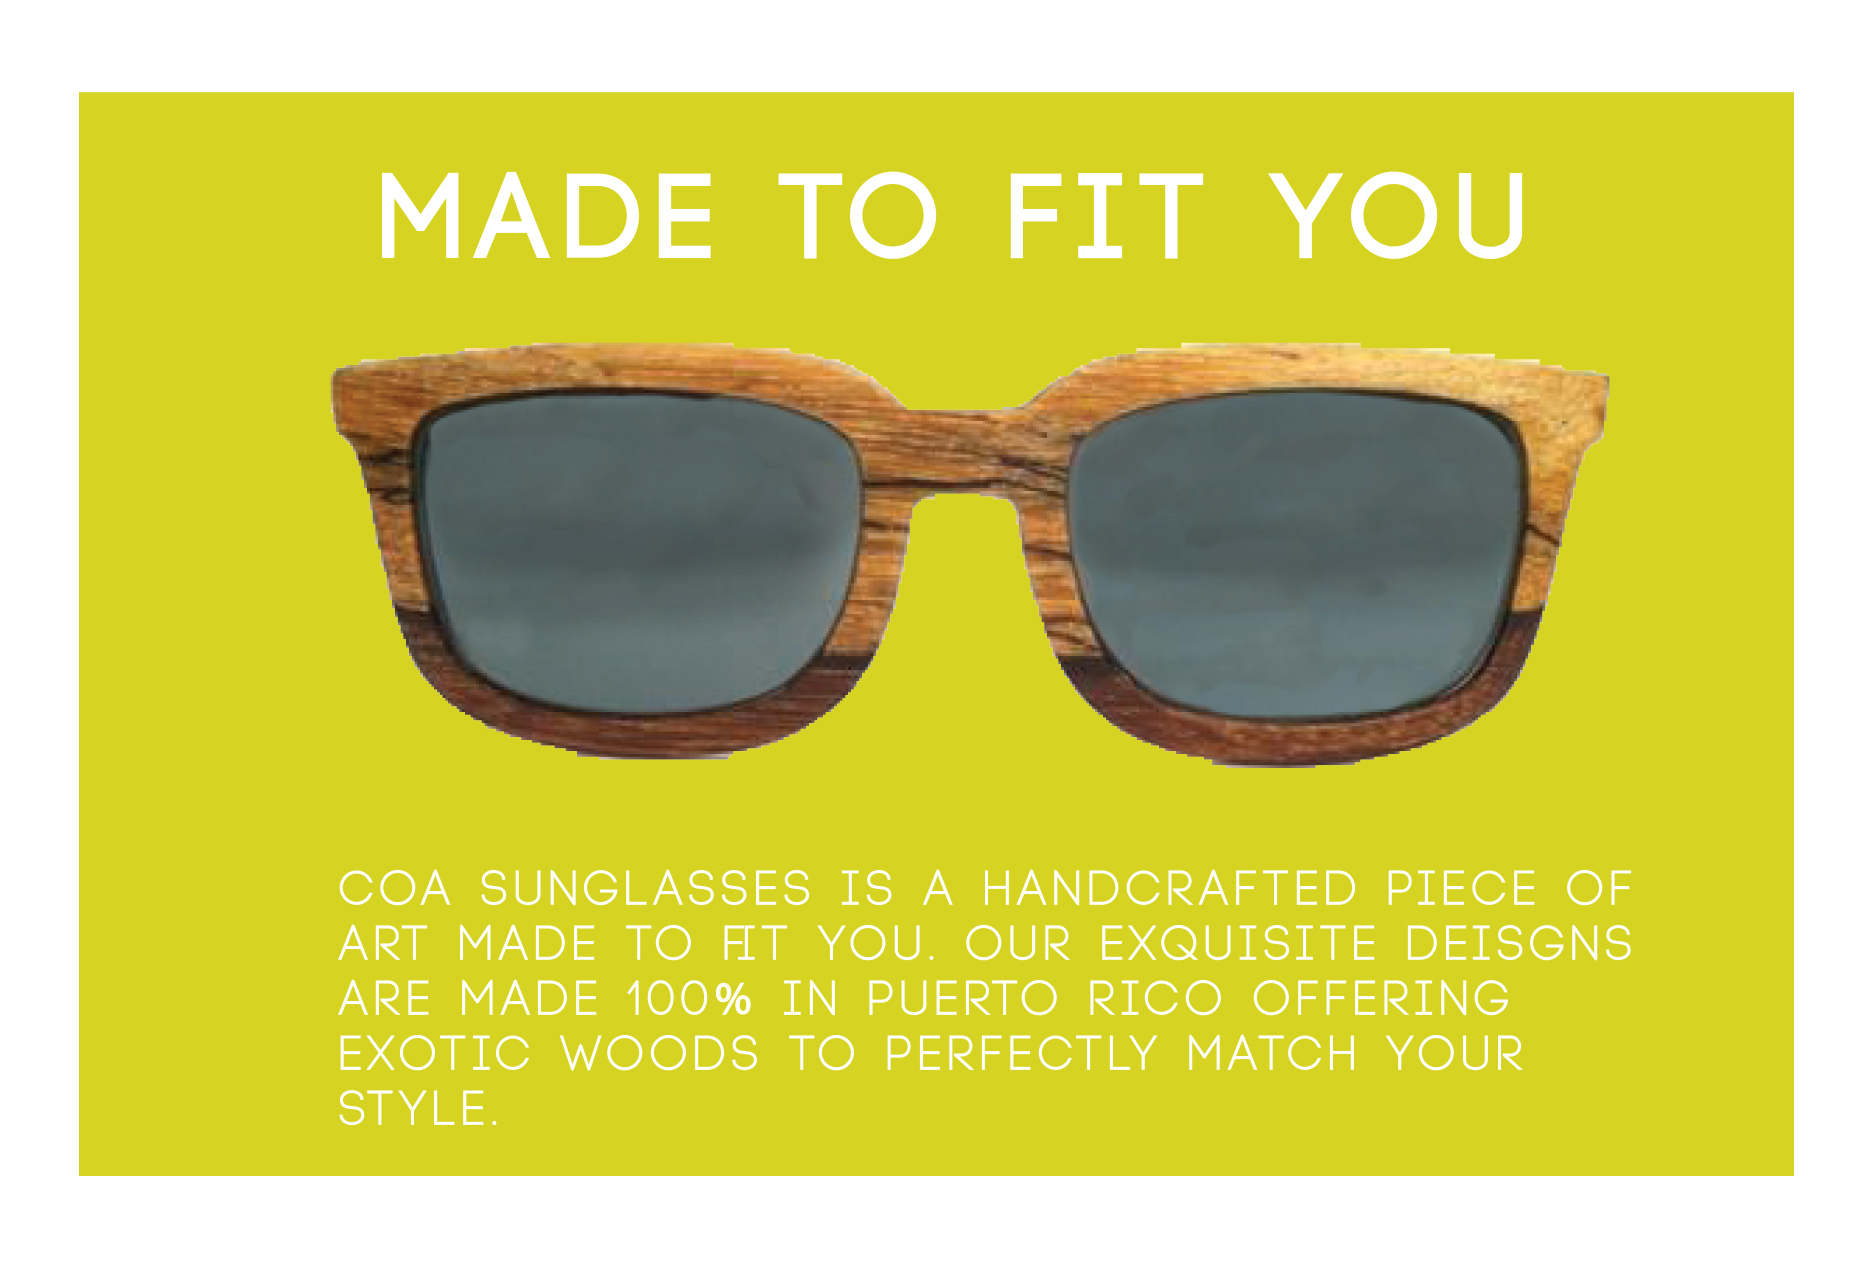 MADE TO FIT YOU
COA SUNGLASSES IS A HANDCRAFTED PIECE OF
ART MADE TO FIT YOU. OUR EXQUISITE DEISGNS
ARE MADE 100% IN PUERTO RICO OFFERING
EXOTIC WOODS TO PERFECTLY MATCH YOUR
STYLE.